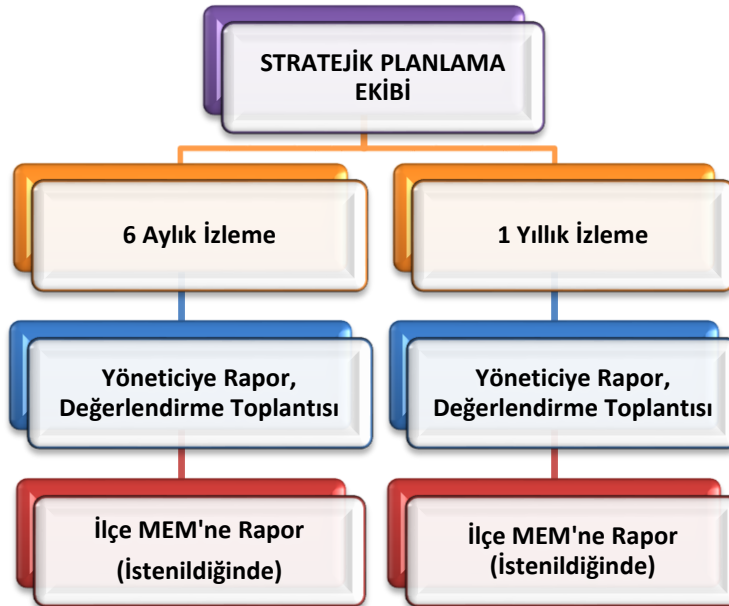 STRATEJİK PLANLAMA
EKİBİ
6 Aylık İzleme
1 Yıllık İzleme
Yöneticiye Rapor,
Değerlendirme Toplantısı
Yöneticiye Rapor,
Değerlendirme Toplantısı
İlçe MEM'ne Rapor
(İstenildiğinde)
İlçe MEM'ne Rapor
(İstenildiğinde)